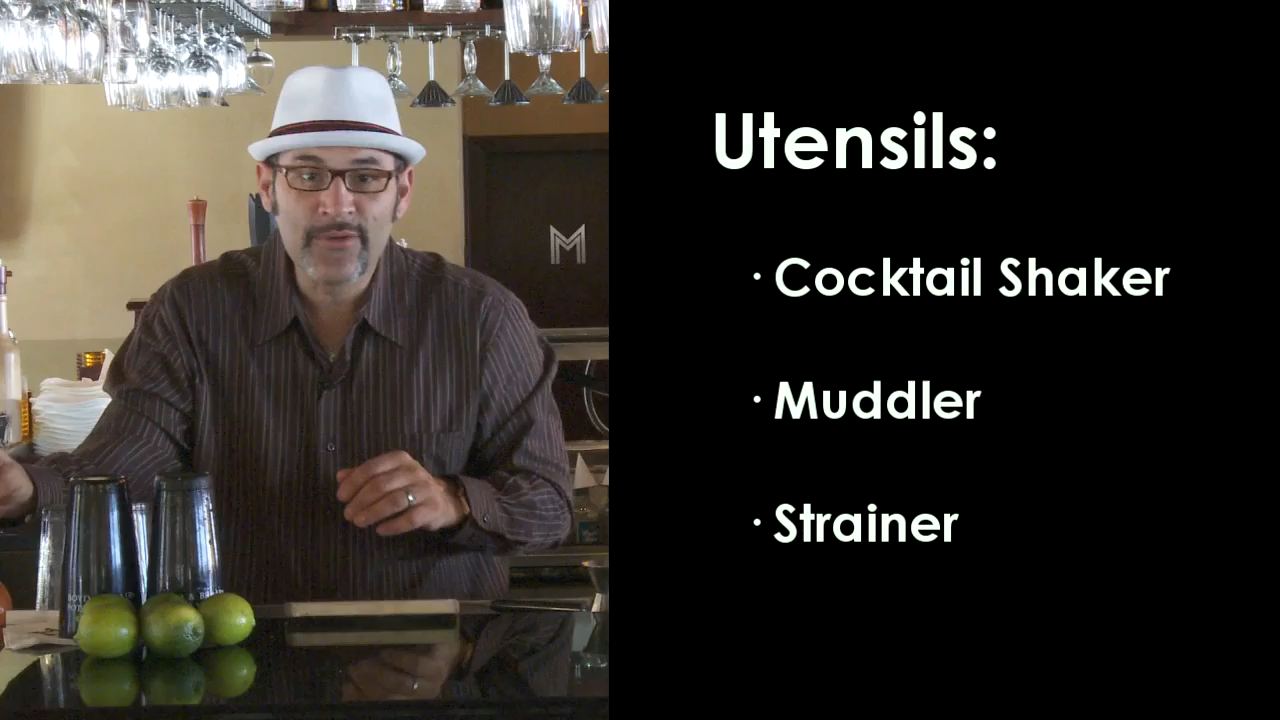 M
Utensils:
· Cocktail Shaker
· Muddler
· Strainer